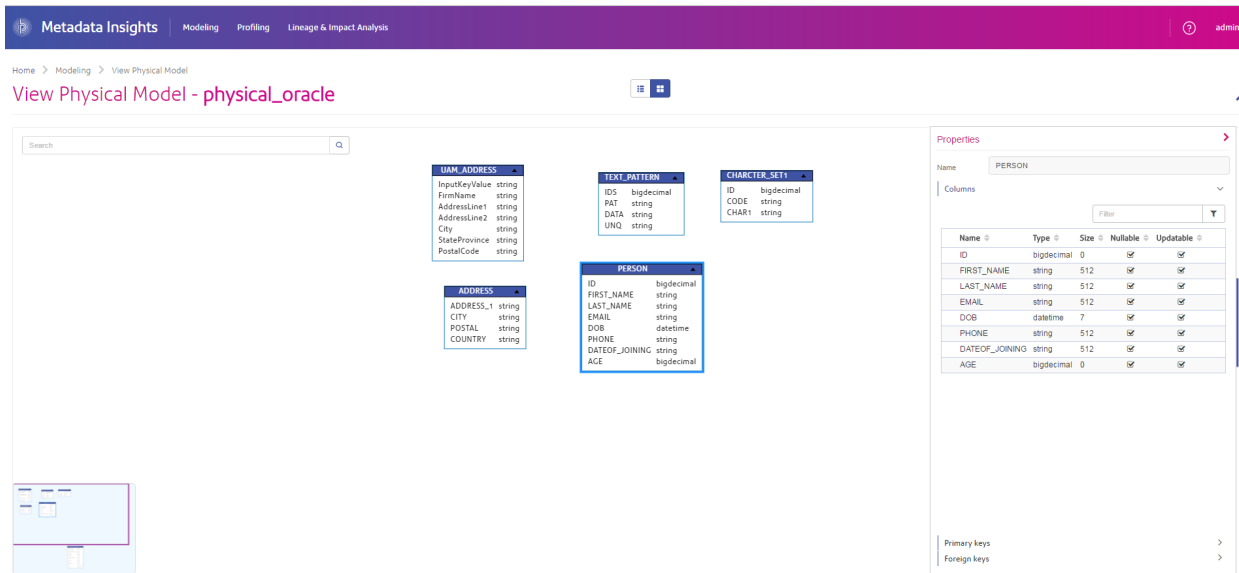 Metadata Insights Modeling Profiling Lineage & Impact Analysis ? admin
Home > Modeling > View Physical Model
View Physical Model - physical_oracle
Search
UAM_ADDRESS
InputKeyValue string
FirmName string
AddressLine1 string
AddressLine2 string
City string
StateProvince string
PostalCode string
TEXT_PATTERN
IDS bigdecimal
PAT string
DATA string
UNQ string
CHARCTER_SET1
ID bigdecimal
CODE string
CHAR1 string
ADDRESS
ADDRESS_1 string
CITY string
POSTAL string
COUNTRY string
PERSON
ID bigdecimal
FIRST_NAME string
LAST_NAME string
EMAIL string
DOB datetime
PHONE string
DATEOF_JOINING string
AGE bigdecimal
Properties
Name PERSON
Columns
Filter
Name Type Size Nullable Updatable
ID bigdecimal 0
FIRST_NAME string 512
LAST_NAME string 512
EMAIL string 512
DOB datetime 7
PHONE string 512
DATEOF_JOINING string 512
AGE bigdecimal 0
Primary keys
Foreign keys